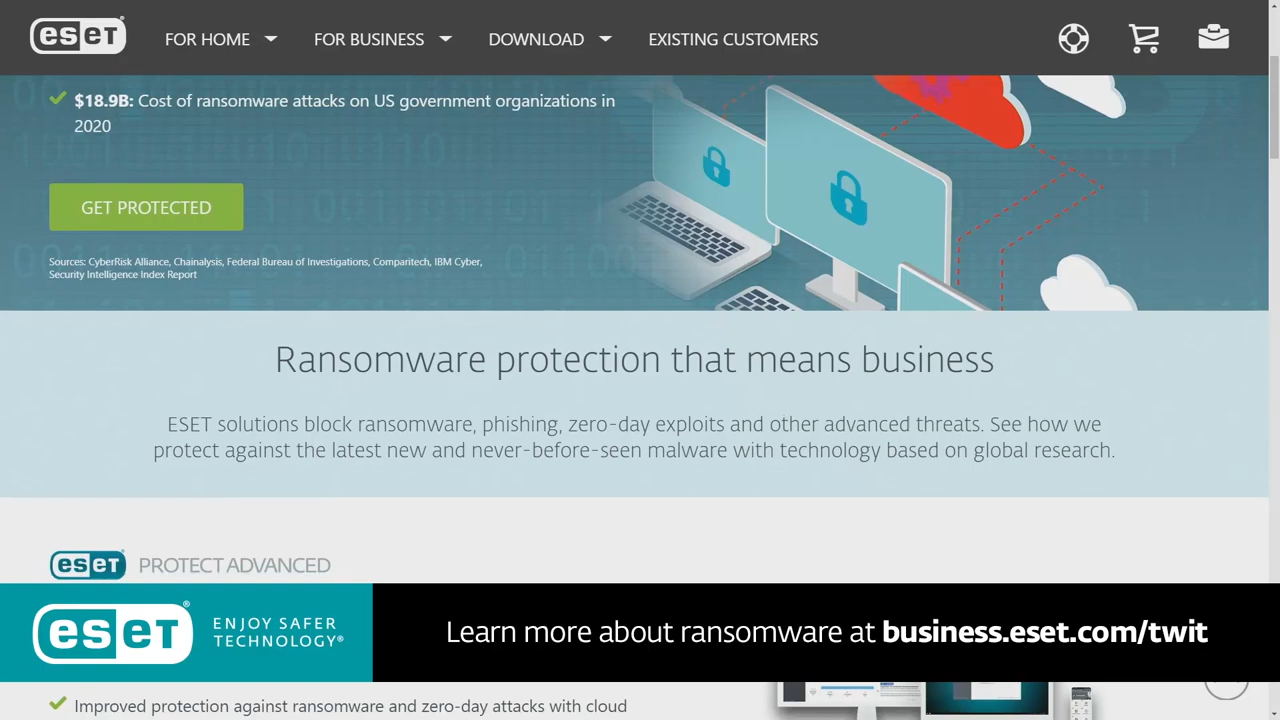 eset
FOR HOME
FOR BUSINESS
DOWNLOAD
EXISTING CUSTOMERS
$18.9B: Cost of ransomware attacks on US government organizations in
2020
GET PROTECTED
Sources: CyberRisk Alliance, Chainalysis, Federal Bureau of Investigations, Comparitech, IBM Cyber,
Security Intelligence Index Report
Ransomware protection that means business
ESET solutions block ransomware, phishing, zero-day exploits and other advanced threats. See how we
protect against the latest new and never-before-seen malware with technology based on global research.
eset PROTECT ADVANCED
eset® ENJOY SAFER
TECHNOLOGY®
Learn more about ransomware at business.eset.com/twit
Improved protection against ransomware and zero-day attacks with cloud